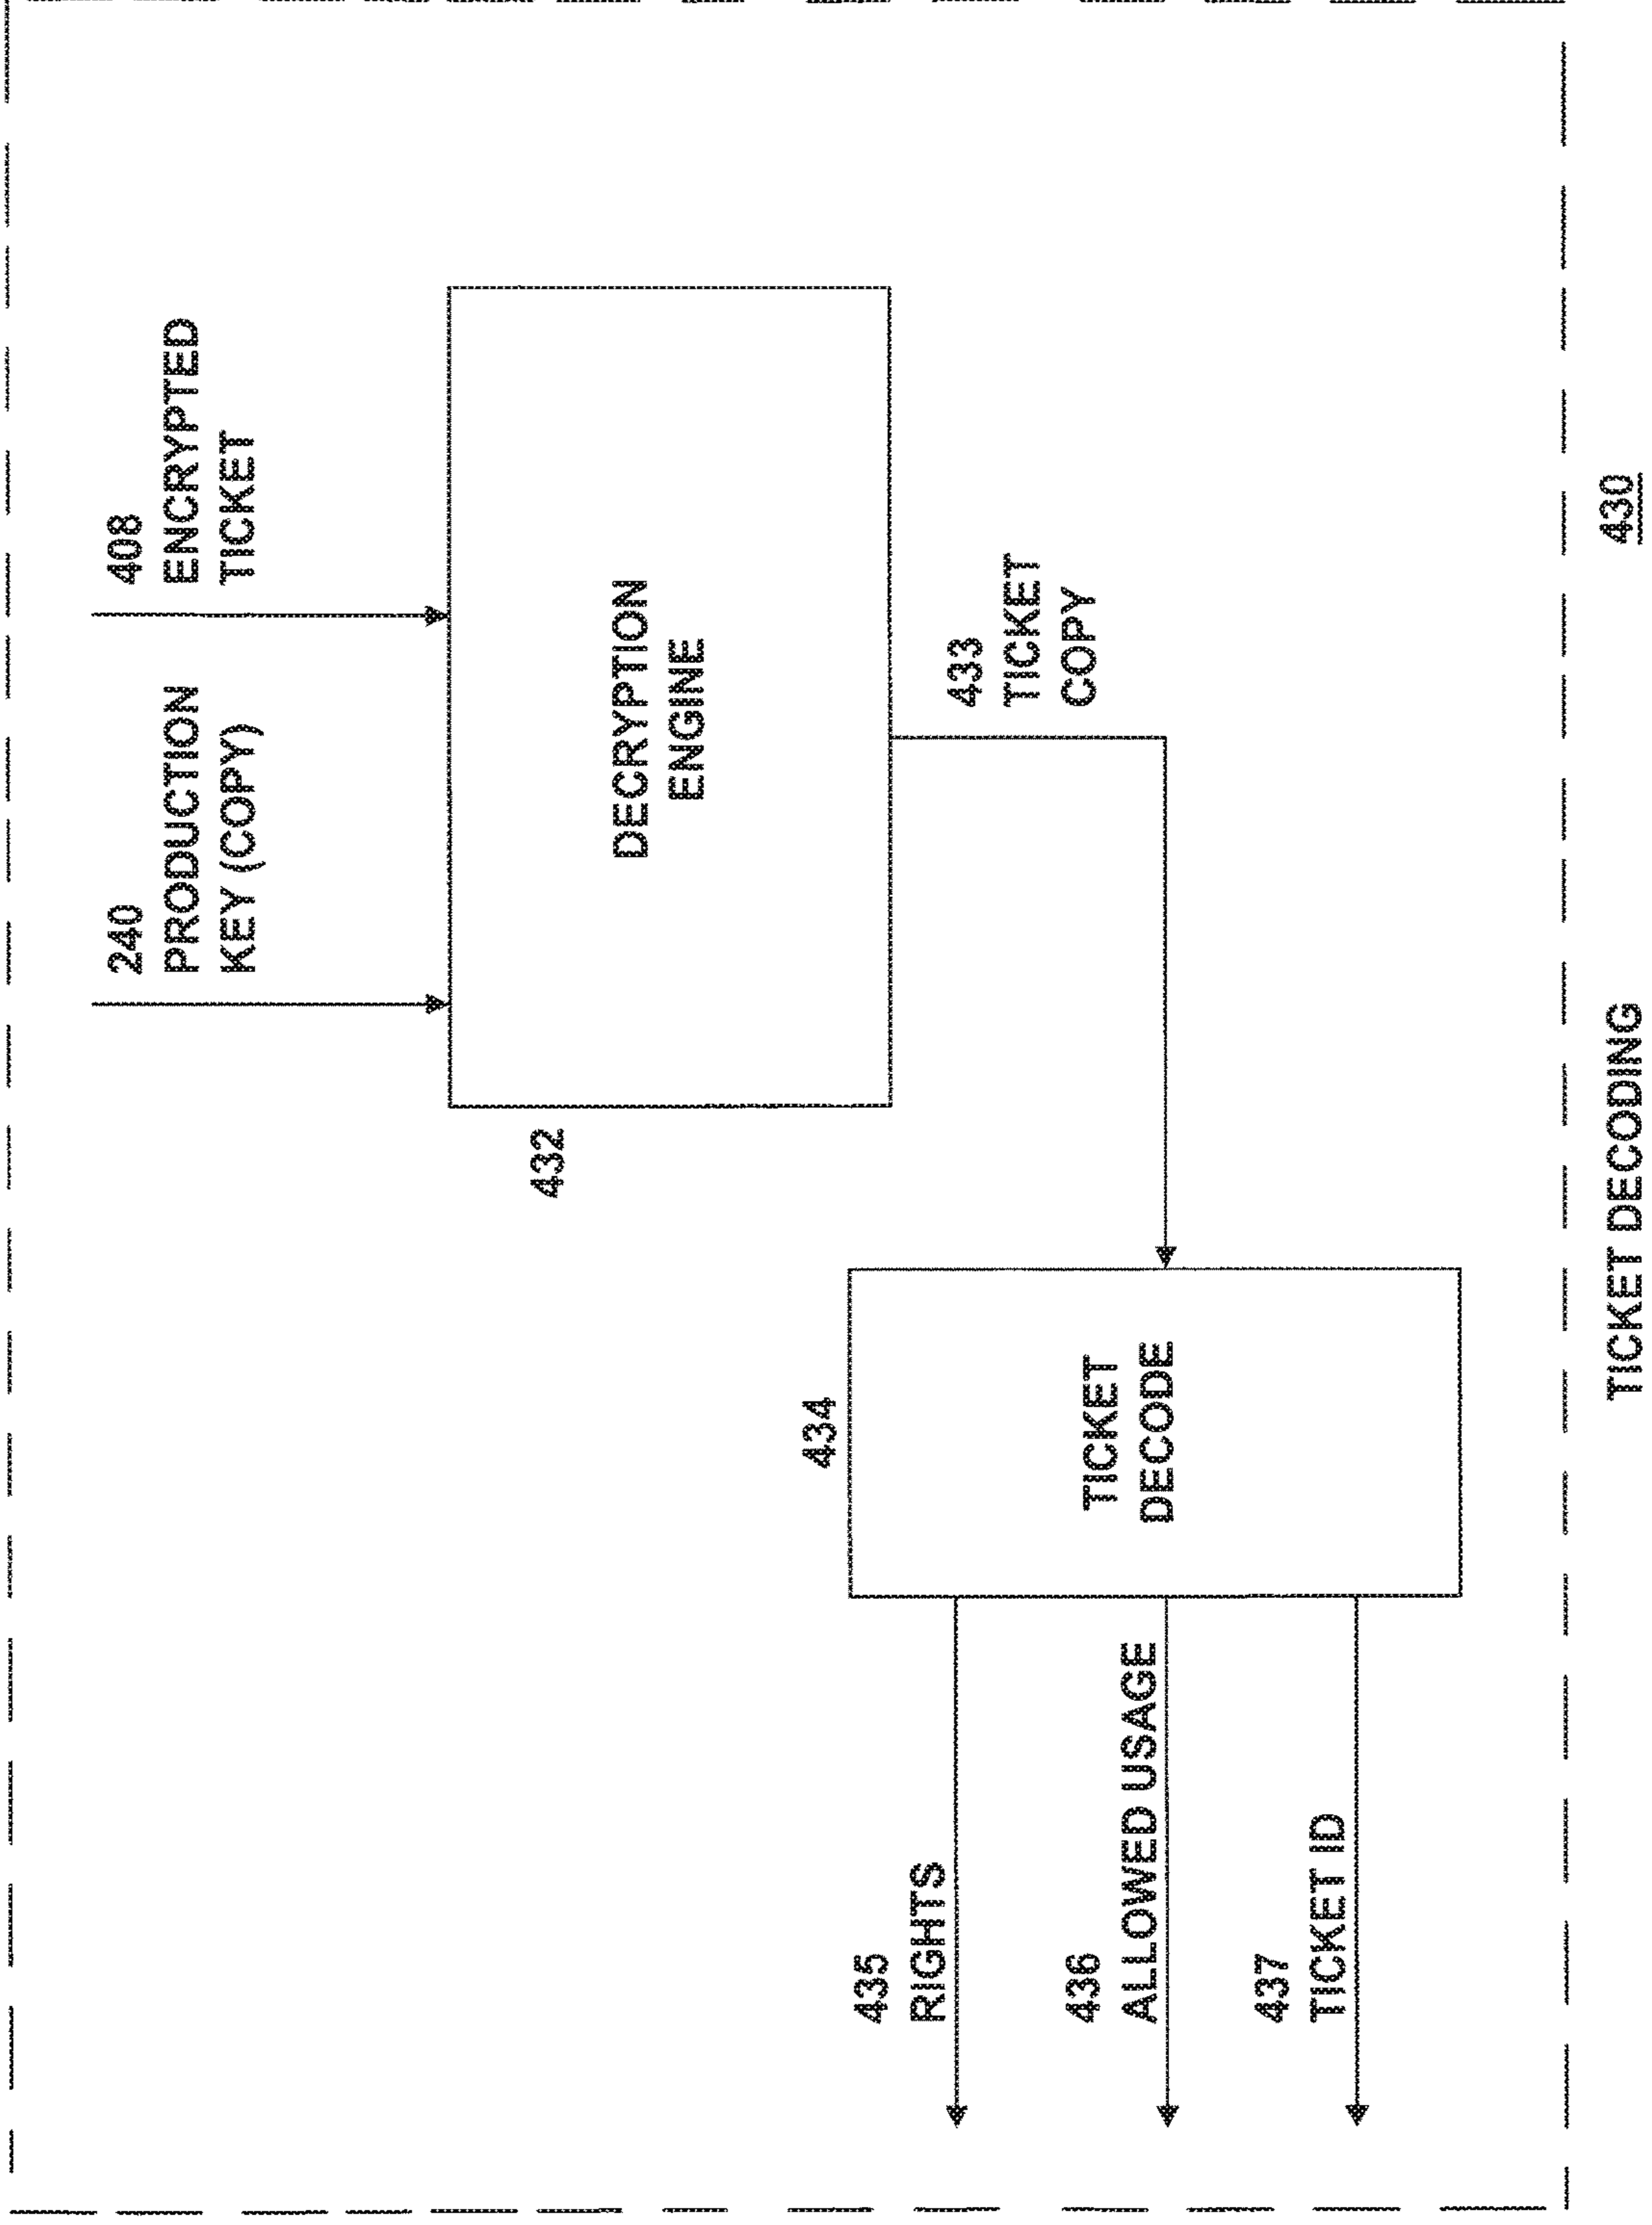 240
PRODUCTION
KEY (COPY)
408
ENCRYPTED
TICKET
432
DECRYPTION
ENGINE
433
TICKET
COPY
434
TICKET
DECODE
435
RIGHTS
436
ALLOWED USAGE
437
TICKET ID
TICKET DECODING
430